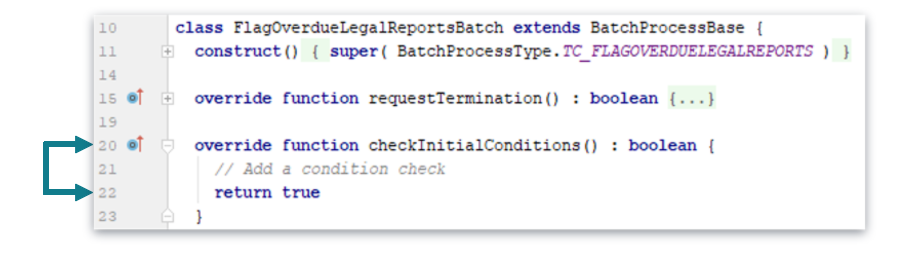 10 class FlagOverdueLegalReportsBatch extends BatchProcessBase {
11 construct() { super( BatchProcessType.TC_FLAGOVERDUELEGALREPORTS ) }
14
15 override function requestTermination() : boolean {...}
19
20 override function checkInitialConditions() : boolean {
21 // Add a condition check
22 return true
23 }